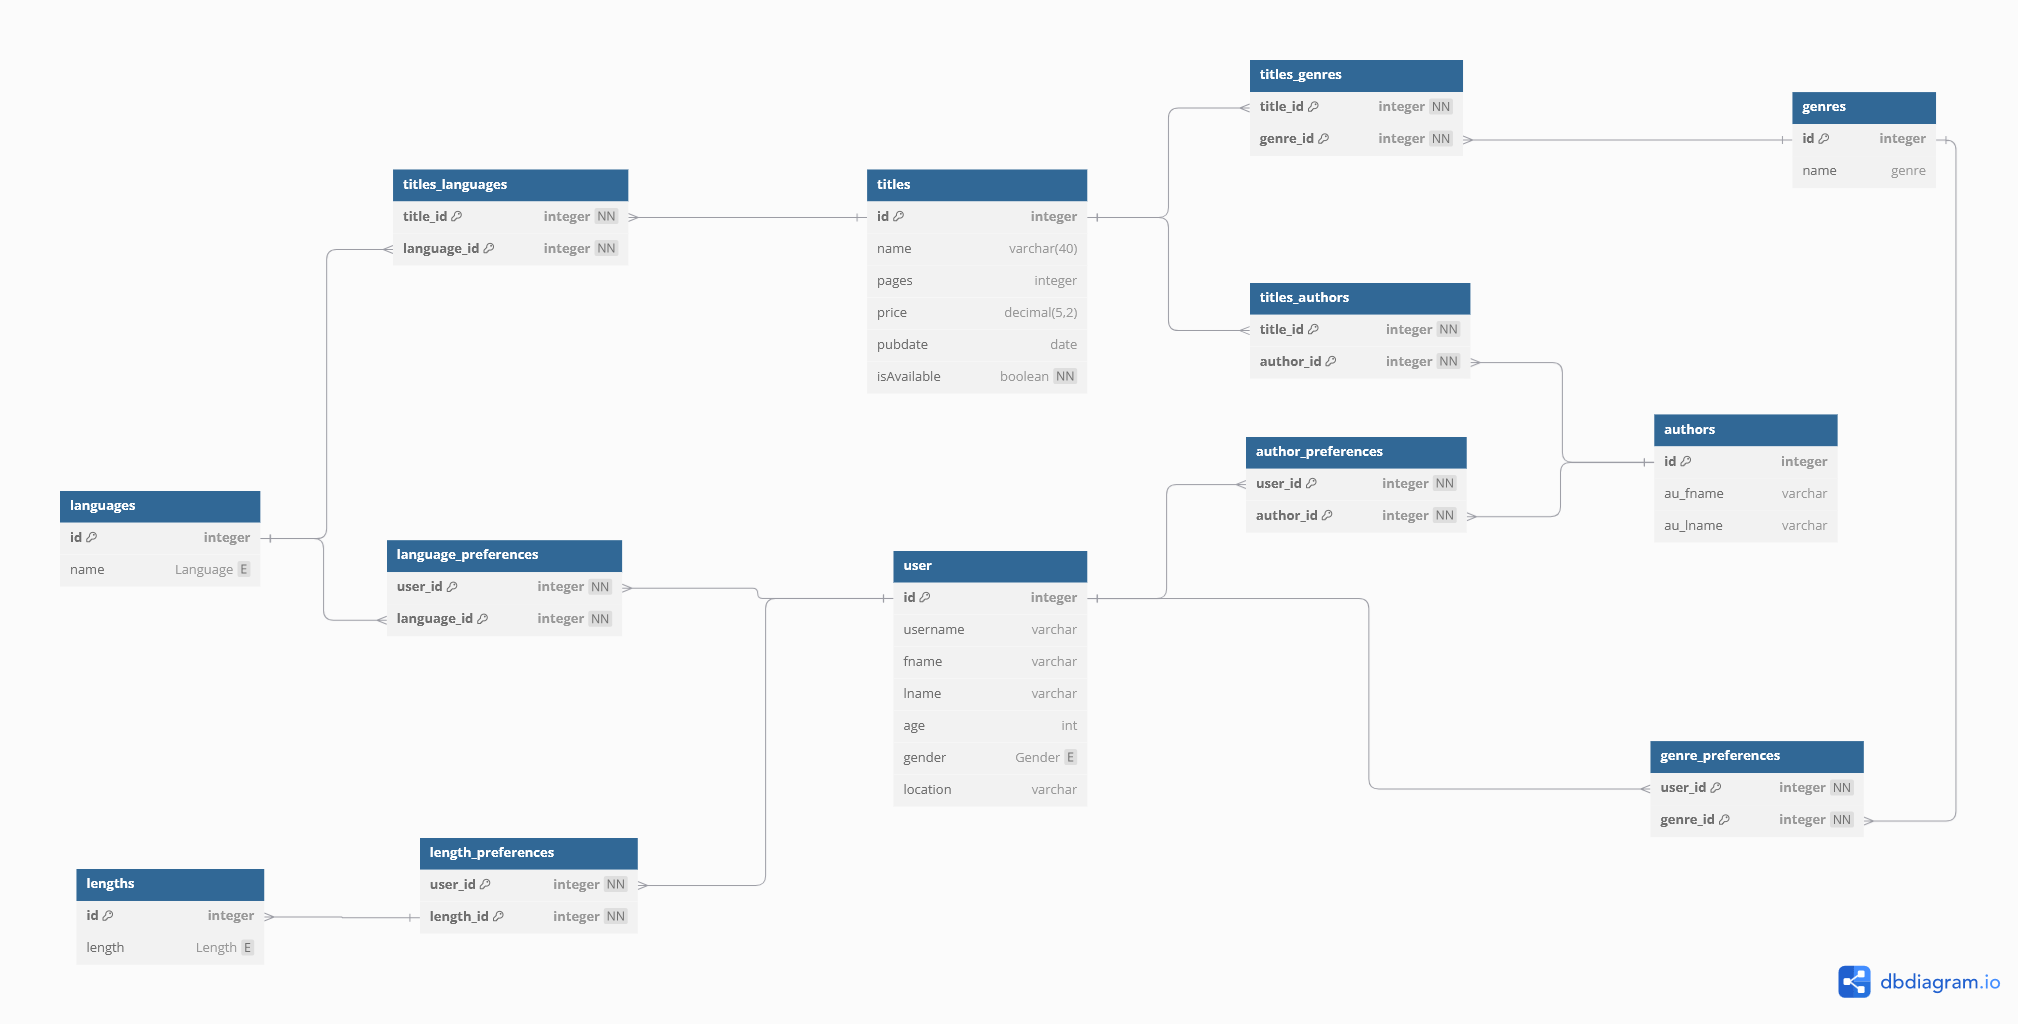 titles_genres
title_id integer NN
genre_id integer NN
genres
id integer
name genre
titles_languages
title_id integer NN
language_id integer NN
titles
id integer
name varchar(40)
pages integer
price decimal(5,2)
pubdate date
isAvailable boolean NN
titles_authors
title_id integer NN
author_id integer NN
authors
id integer
au_fname varchar
au_lname varchar
author_preferences
user_id integer NN
author_id integer NN
languages
id integer
name Language E
language_preferences
user_id integer NN
language_id integer NN
user
id integer
username varchar
fname varchar
lname varchar
age int
gender Gender E
location varchar
genre_preferences
user_id integer NN
genre_id integer NN
length_preferences
user_id integer NN
length_id integer NN
lengths
id integer
length Length E
dbdiagram.io